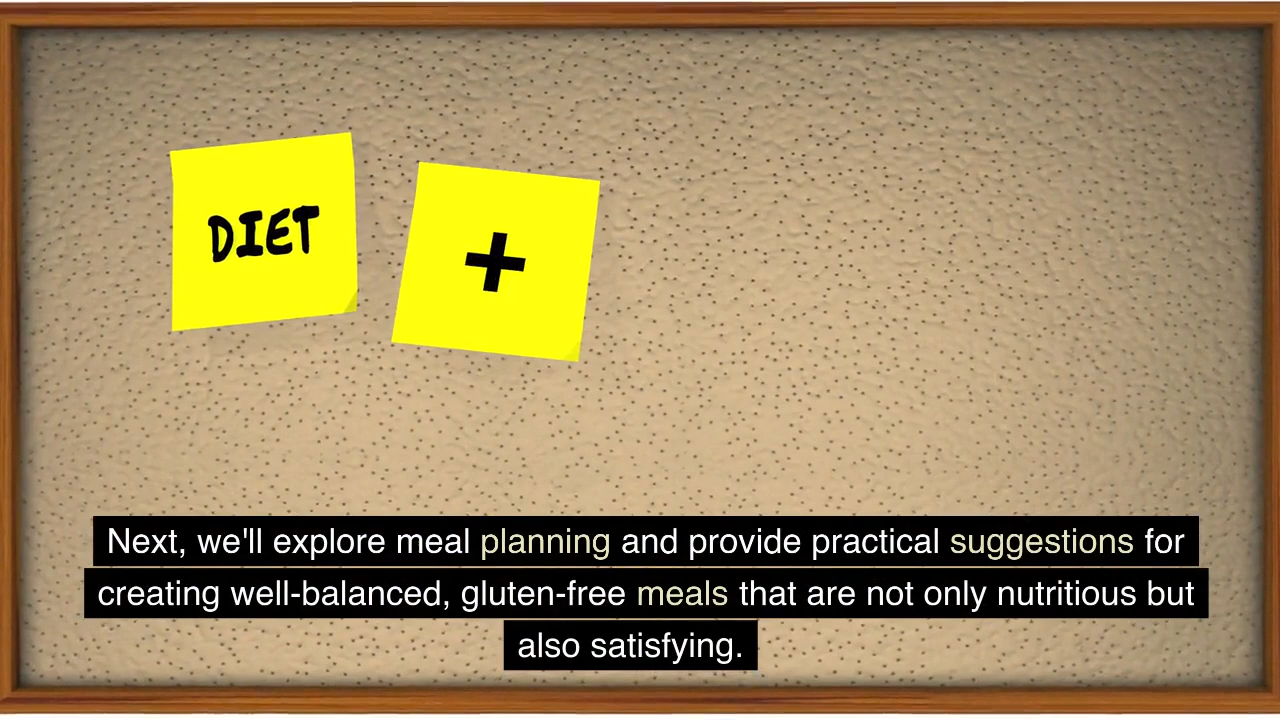 DIET
+
Next, we'll explore meal planning and provide practical suggestions for
creating well-balanced, gluten-free meals that are not only nutritious but
also satisfying.